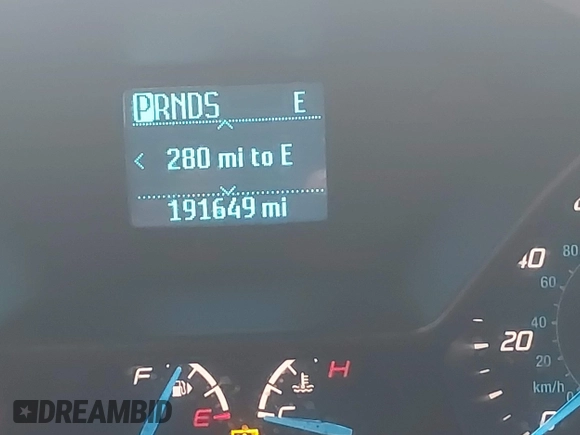 PRNDS E
< 280 mi to E
191649 mi
80
40
60
40
20
20
km/h
F
H
E
C
DREAMBID